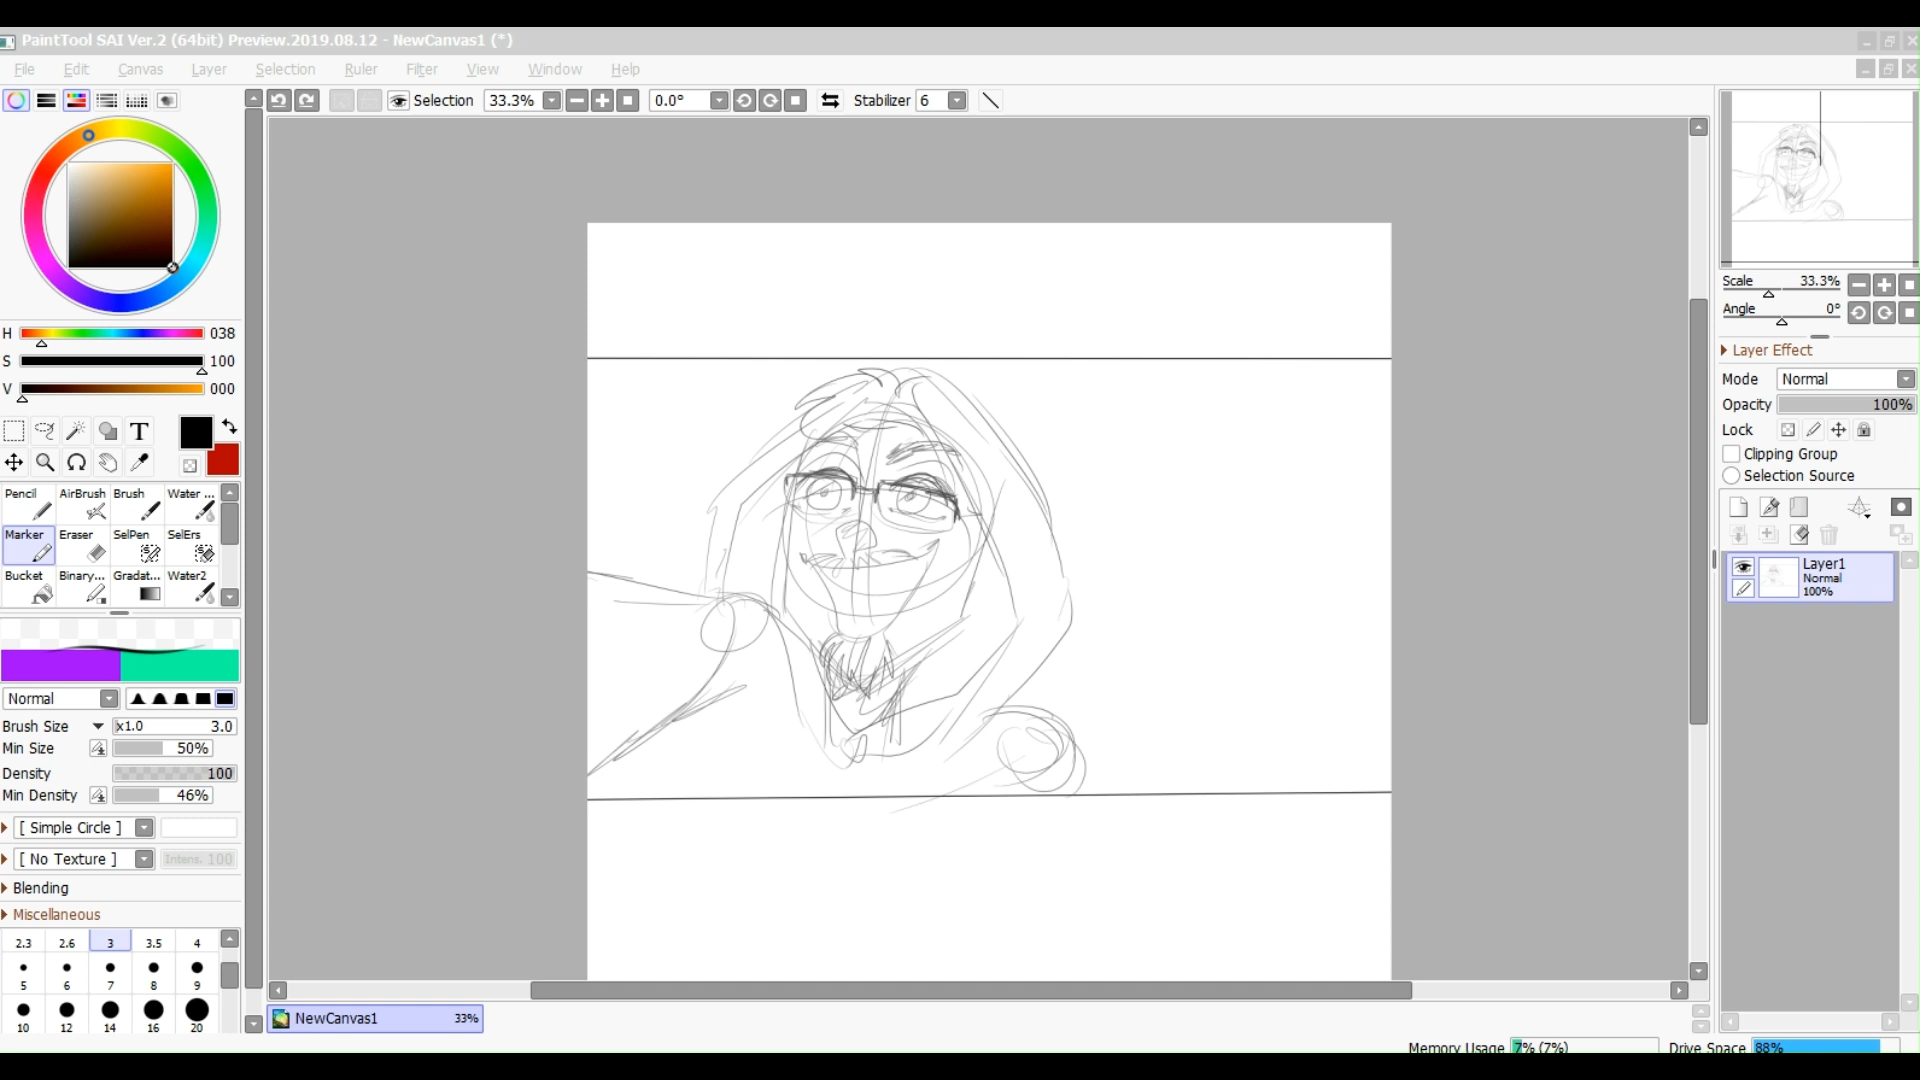 PaintTool SAI Ver.2 (64bit) Preview.2019.08.12 - NewCanvas1 (*)
File Edit Canvas Layer Selection Ruler Filter View Window Help
Selection 33.3% 0.0° Stabilizer 6
Scale 33.3%
Angle 0°
H 038
S 100
V 000
Layer Effect
Mode Normal
Opacity 100%
Lock
Clipping Group
Selection Source
T
Pencil AirBrush Brush Water ...
Marker Eraser SelPen SelErs
Bucket Binary... Gradat... Water2
Layer1
Normal
100%
Normal
Brush Size x1.0 3.0
Min Size 50%
Density 100
Min Density 46%
[ Simple Circle ]
[ No Texture ] Intens. 100
Blending
Miscellaneous
2.3 2.6 3 3.5 4
5 6 7 8 9
10 12 14 16 20
NewCanvas1 33%
Memory Usage 7% (7%) Drive Space 88%